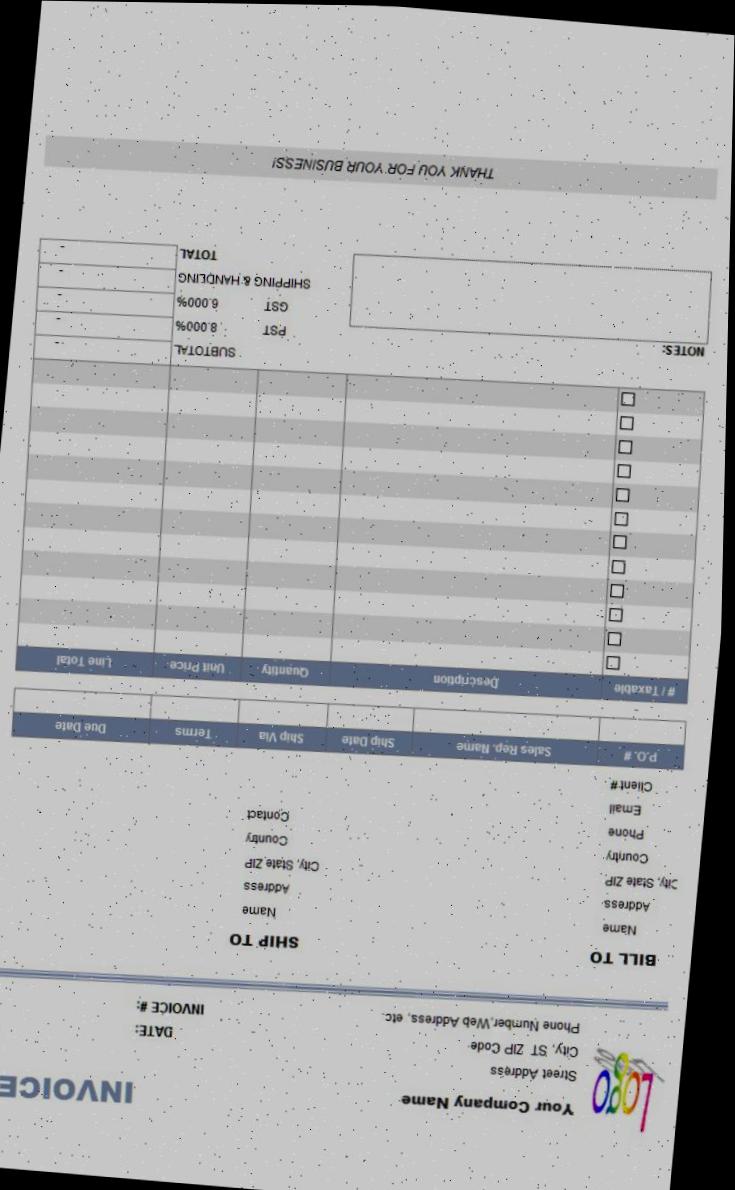 LOGO
Your Company Name
INVOICE
Street Address
City, ST ZIP Code
DATE:
Phone Number,Web Address, etc.
INVOICE #:
BILL TO
SHIP TO
Name
Name
Address
Address
City, State ZIP
City, State ZIP
Country
Country
Phone
Contact
Email
Client #
P.O. # Sales Rep. Name Ship Date Ship Via Terms Due Date
# / Taxable Description Quantity Unit Price Line Total
NOTES:
SUBTOTAL -
PST 8.000% -
GST 6.000% -
SHIPPING & HANDLING -
TOTAL -
THANK YOU FOR YOUR BUSINESS!